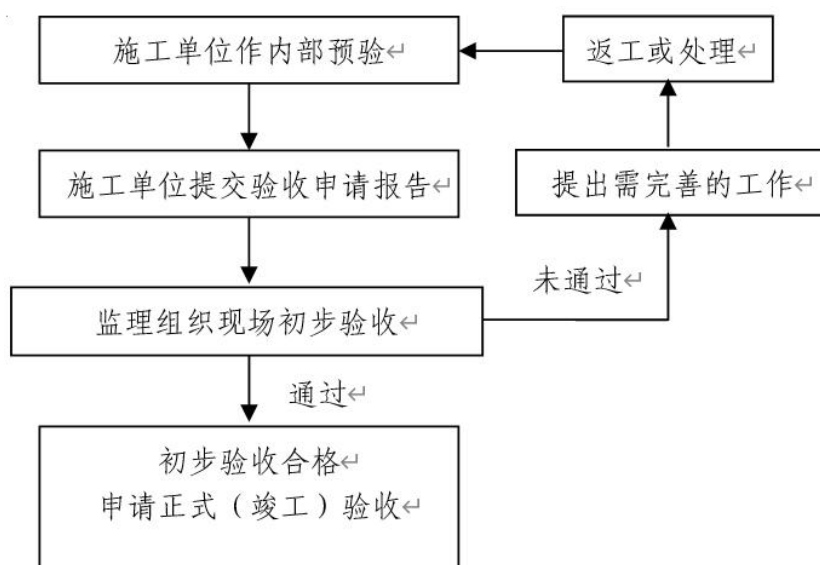 施工单位作内部预验
返工或处理
施工单位提交验收申请报告
提出需完善的工作
未通过
监理组织现场初步验收
通过
初步验收合格
申请正式（竣工）验收